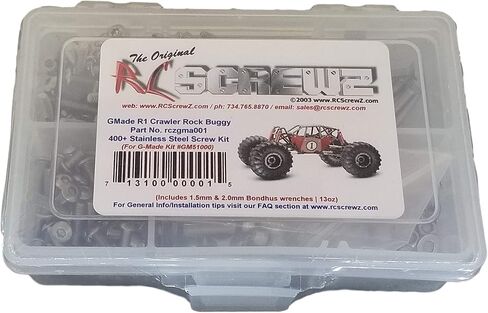 The Original
RC SCREWZ
©2003 www.RCScrewZ.com
web: www.RCScrewZ.com / ph: 734.765.8870 / email: sales@rcscrewz.com
GMade R1 Crawler Rock Buggy
Part No. rczgma001
400+ Stainless Steel Screw Kit
(For G-Made Kit #GM51000)
1
7 13100 00001 5
(Includes 1.5mm & 2.0mm Bondhus wrenches | 13oz)
For General Info/Installation tips visit our FAQ section at www.rcscrewz.com